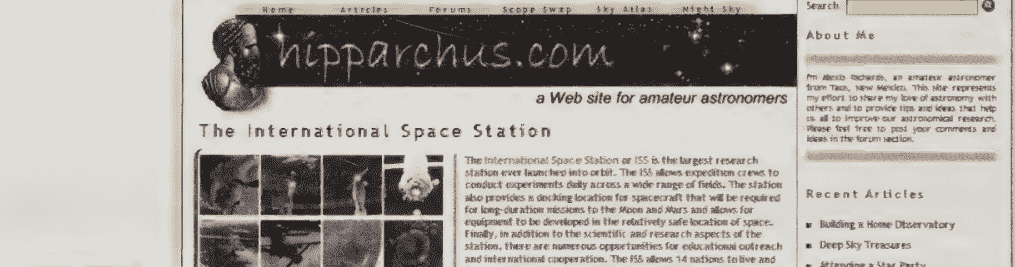 Home Articles Forums Scope Swap Sky Atlas Night Sky
hipparchus.com
a Web site for amateur astronomers
The International Space Station
The International Space Station or ISS is the largest research
station ever launched into orbit. The ISS allows expedition crews to
conduct experiments daily across a wide range of fields. The station
also provides a docking location for spacecraft that will be required
for long-duration missions to the Moon and Mars and allows for
equipment to be developed in the relatively safe location of space.
Finally, in addition to the scientific and research aspects of the
station, there are numerous opportunities for educational outreach
and international cooperation. The ISS allows 14 nations to live and
Search
About Me
I'm Alexis Richards, an amateur astronomer
from Taos, New Mexico. This site represents
my effort to share my love of astronomy with
others and to provide tips and ideas that help
us all to improve our astronomical research.
Please feel free to post your comments and
ideas in the forum section.
Recent Articles
Building a Home Observatory
Deep Sky Treasures
Attending a Star Party